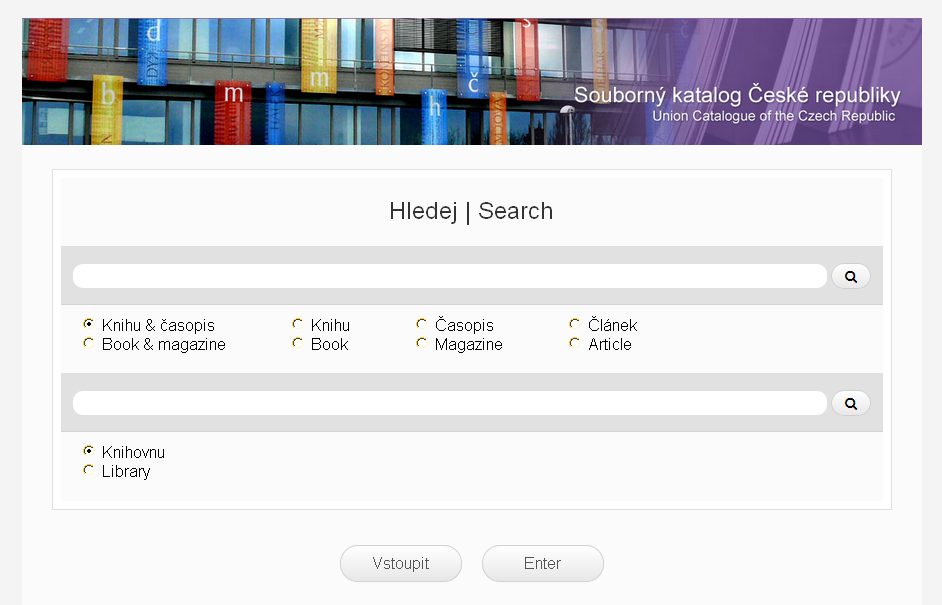 d
b
m
m
h
č
Souborný katalog České republiky
Union Catalogue of the Czech Republic
Hledej | Search
Knihu & časopis
Knihu
Časopis
Článek
Book & magazine
Book
Magazine
Article
Knihovnu
Library
Vstoupit
Enter